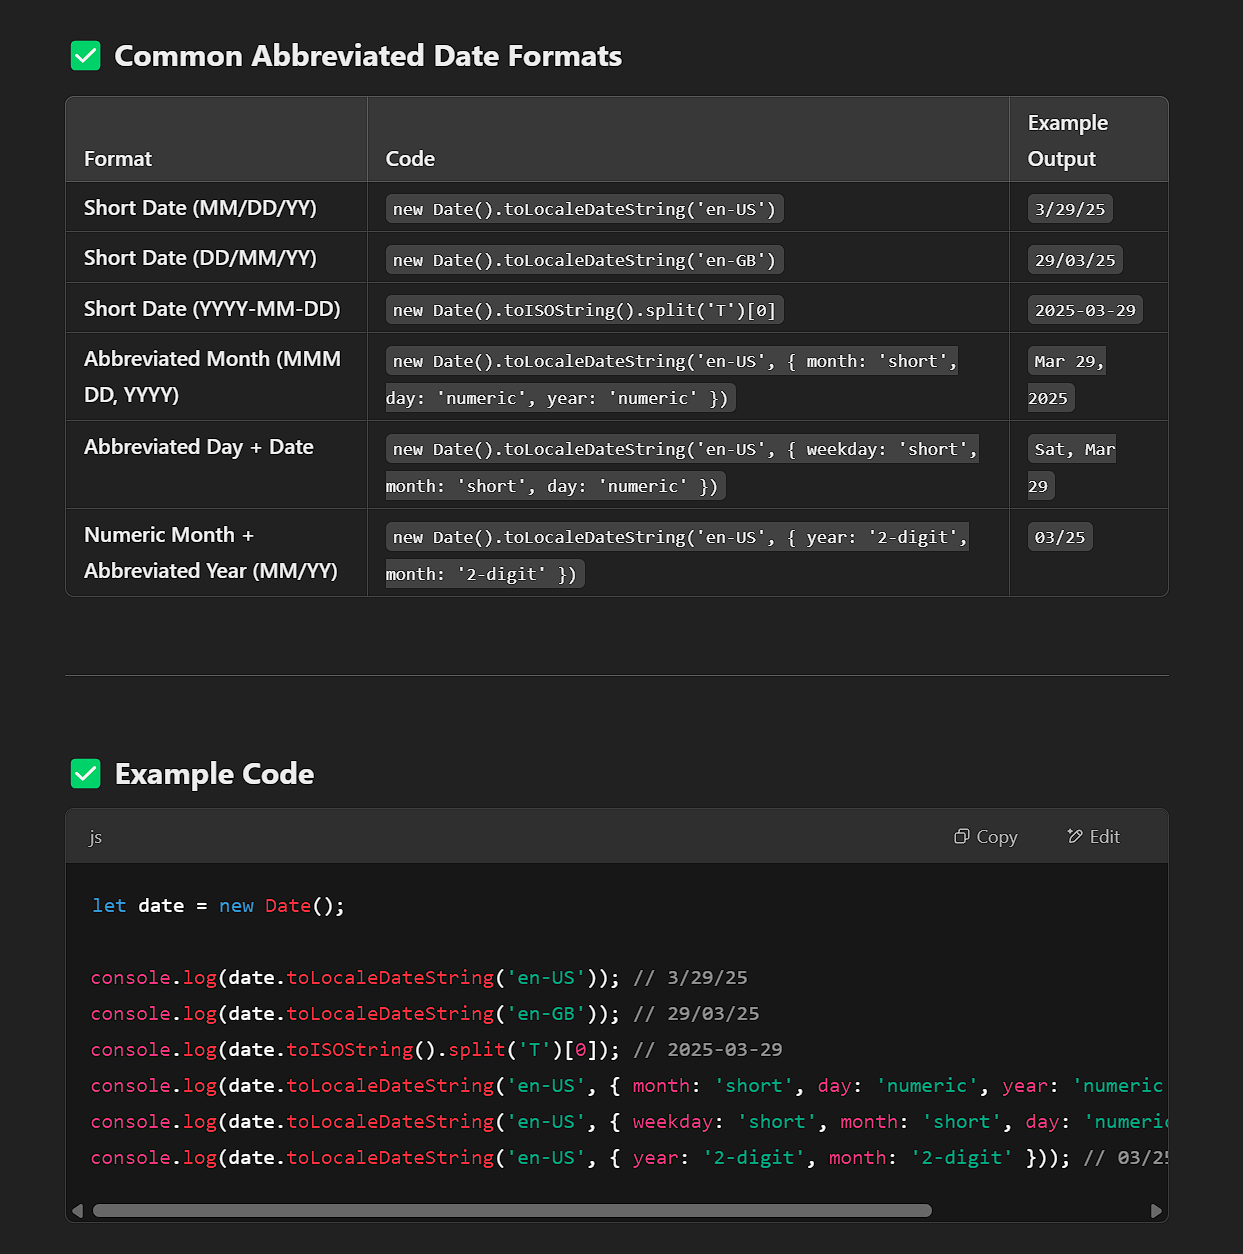 ✅ Common Abbreviated Date Formats
Format
Code
Example
Output
Short Date (MM/DD/YY)
new Date().toLocaleDateString('en-US')
3/29/25
Short Date (DD/MM/YY)
new Date().toLocaleDateString('en-GB')
29/03/25
Short Date (YYYY-MM-DD)
new Date().toISOString().split('T')[0]
2025-03-29
Abbreviated Month (MMM
DD, YYYY)
new Date().toLocaleDateString('en-US', { month: 'short',
day: 'numeric', year: 'numeric' })
Mar 29,
2025
Abbreviated Day + Date
new Date().toLocaleDateString('en-US', { weekday: 'short',
month: 'short', day: 'numeric' })
Sat, Mar
29
Numeric Month +
Abbreviated Year (MM/YY)
new Date().toLocaleDateString('en-US', { year: '2-digit',
month: '2-digit' })
03/25
✅ Example Code
js
Copy
Edit
let date = new Date();
console.log(date.toLocaleDateString('en-US')); // 3/29/25
console.log(date.toLocaleDateString('en-GB')); // 29/03/25
console.log(date.toISOString().split('T')[0]); // 2025-03-29
console.log(date.toLocaleDateString('en-US', { month: 'short', day: 'numeric', year: 'numeric
console.log(date.toLocaleDateString('en-US', { weekday: 'short', month: 'short', day: 'numeric
console.log(date.toLocaleDateString('en-US', { year: '2-digit', month: '2-digit' })); // 03/25